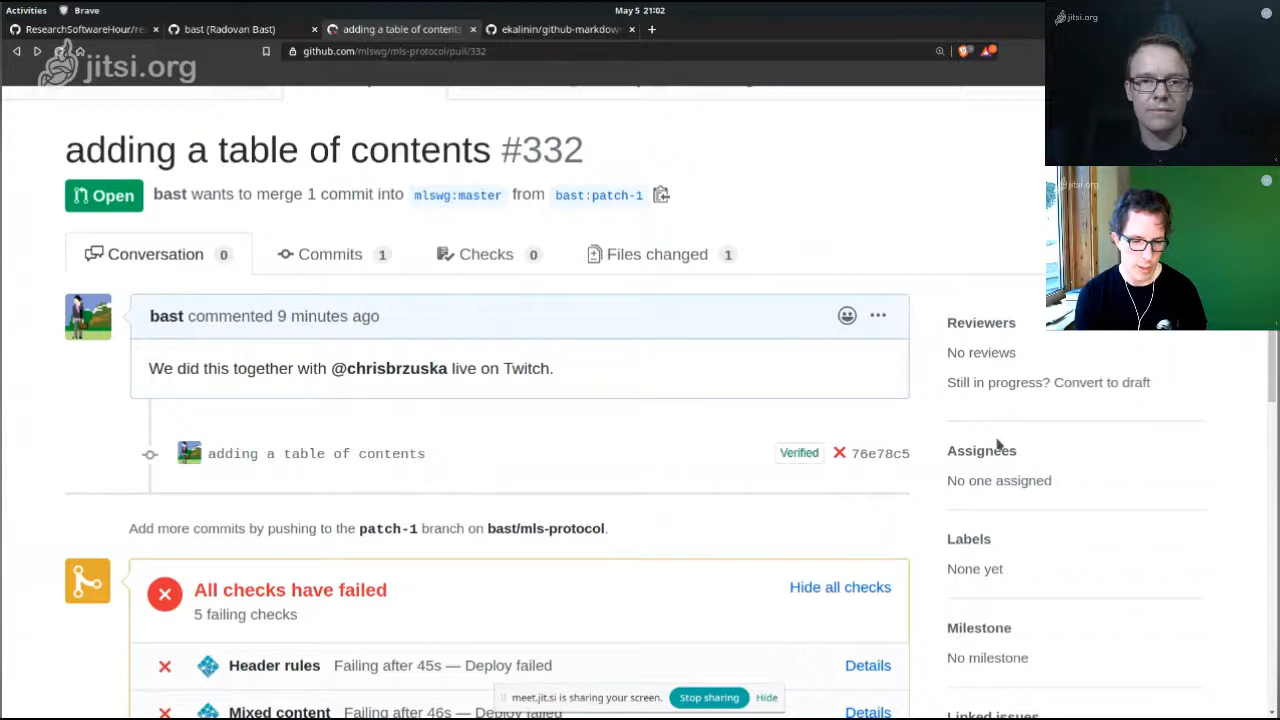 Activities
Brave
May 5 21:02
ResearchSoftwareHour/re
bast (Radovan Bast)
adding a table of contents
ekalinin/github-markdow
github.com/mlswg/mls-protocol/pull/332
jitsi.org
jitsi.org
jitsi.org
adding a table of contents #332
Open
bast wants to merge 1 commit into mlswg:master from bast:patch-1
Conversation 0
Commits 1
Checks 0
Files changed 1
bast commented 9 minutes ago
We did this together with @chrisbrzuska live on Twitch.
adding a table of contents
Verified
76e78c5
Add more commits by pushing to the patch-1 branch on bast/mls-protocol.
All checks have failed
Hide all checks
5 failing checks
Header rules Failing after 45s — Deploy failed
Details
Mixed content Failing after 46s — Deploy failed
Details
Reviewers
No reviews
Still in progress? Convert to draft
Assignees
No one assigned
Labels
None yet
Milestone
No milestone
Linked issues
meet.jit.si is sharing your screen.
Stop sharing
Hide